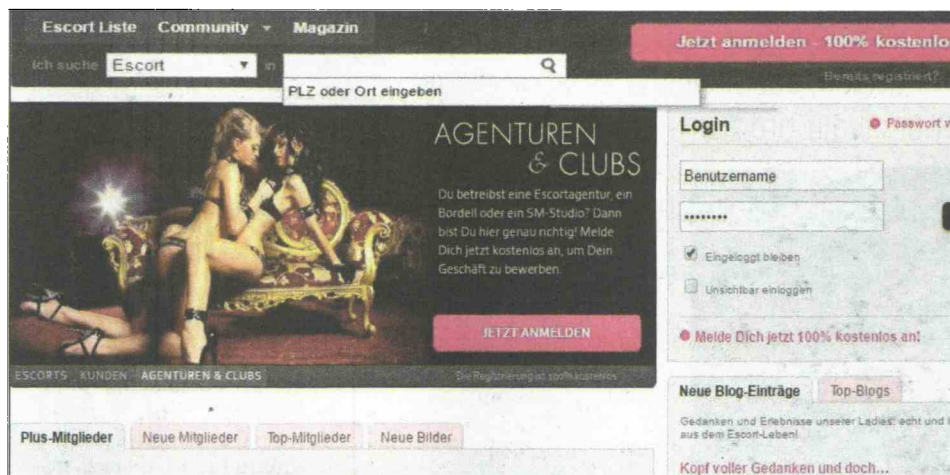 Escort Liste Community Magazin
Jetzt anmelden - 100% kostenlo
Ich suche Escort in
Bereits registriert?
PLZ oder Ort eingeben
AGENTUREN
& CLUBS
Du betreibst eine Escortagentur, ein
Bordell oder ein SM-Studio? Dann
bist Du hier genau richtig! Melde
Dich jetzt kostenlos an, um Dein
Geschäft zu bewerben.
JETZT ANMELDEN
ESCORTS KUNDEN AGENTUREN & CLUBS
Die Registrierung ist 100% kostenlos
Login
Passwort v
Benutzername
••••••••
Eingeloggt bleiben
Unsichtbar einloggen
Melde Dich jetzt 100% kostenlos an!
Plus-Mitglieder Neue Mitglieder Top-Mitglieder Neue Bilder
Neue Blog-Einträge Top-Blogs
Gedanken und Erlebnisse unserer Ladies! echt und
aus dem Escort-Leben!
Kopf voller Gedanken und doch...